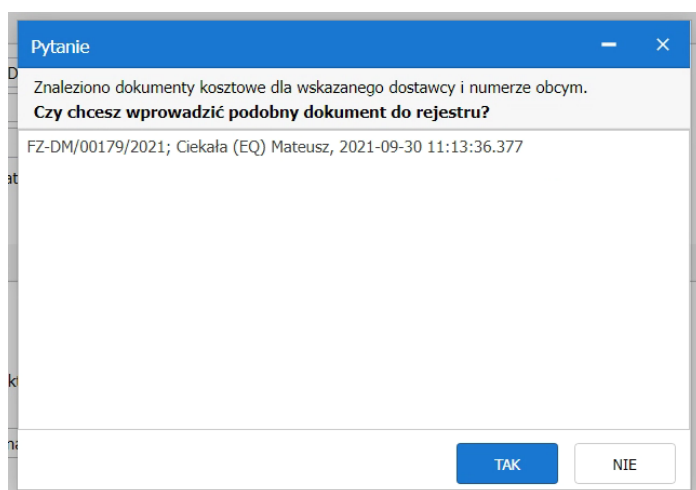 Pytanie
Znaleziono dokumenty kosztowe dla wskazanego dostawcy i numerze obcym.
Czy chcesz wprowadzić podobny dokument do rejestru?
FZ-DM/00179/2021; Ciekała (EQ) Mateusz, 2021-09-30 11:13:36.377
TAK NIE